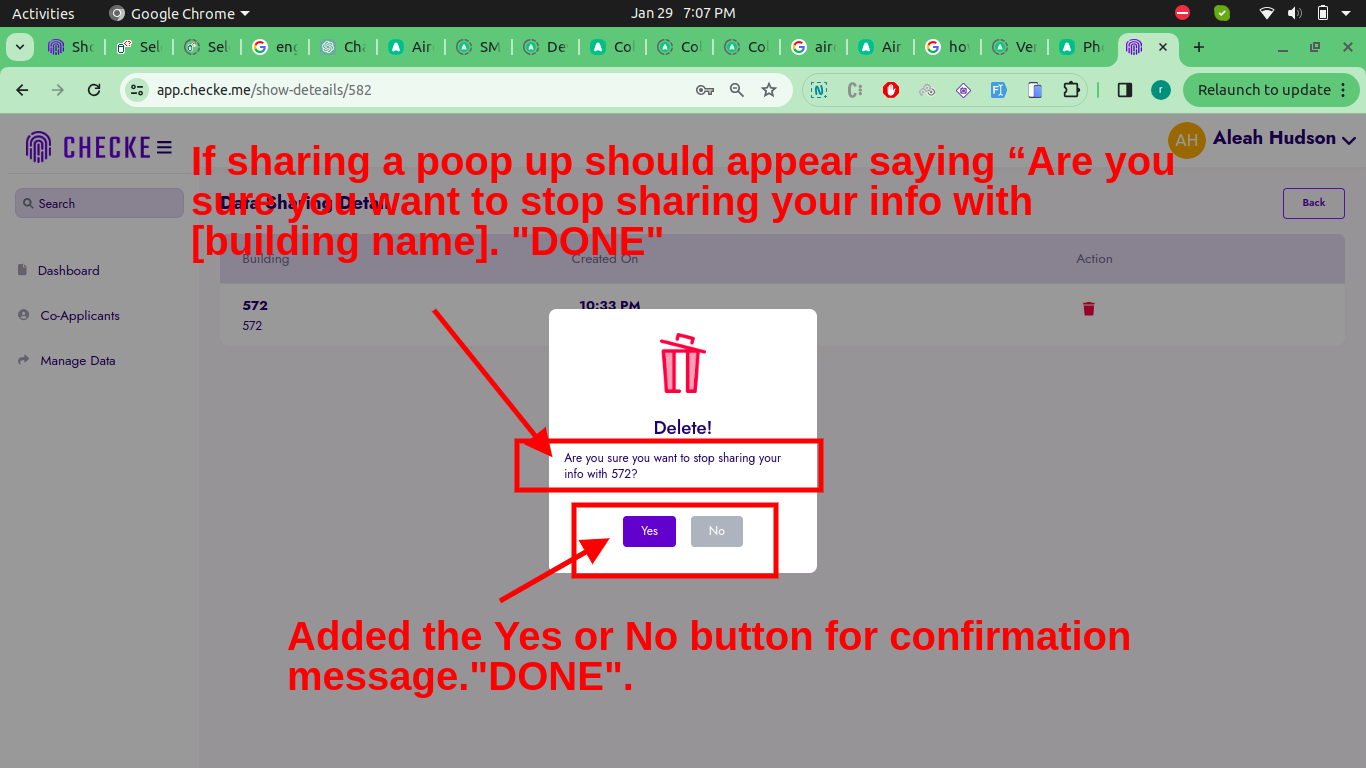 Activities
Google Chrome
Jan 29 7:07 PM
Sho
Sel
Sel
eng
Cha
Air
SM
De
Col
Col
Col
aire
Air
hov
Ver
Pho
app.checke.me/show-deteails/582
r
Relaunch to update
CHECKE
AH
Aleah Hudson
If sharing a poop up should appear saying “Are you
sure you want to stop sharing your info with
[building name]. "DONE"
Search
Data Sharing Detail
Back
Building
Created On
Action
Dashboard
572
10:33 PM
Co-Applicants
572
Manage Data
Delete!
Are you sure you want to stop sharing your
info with 572?
Yes
No
Added the Yes or No button for confirmation
message."DONE".